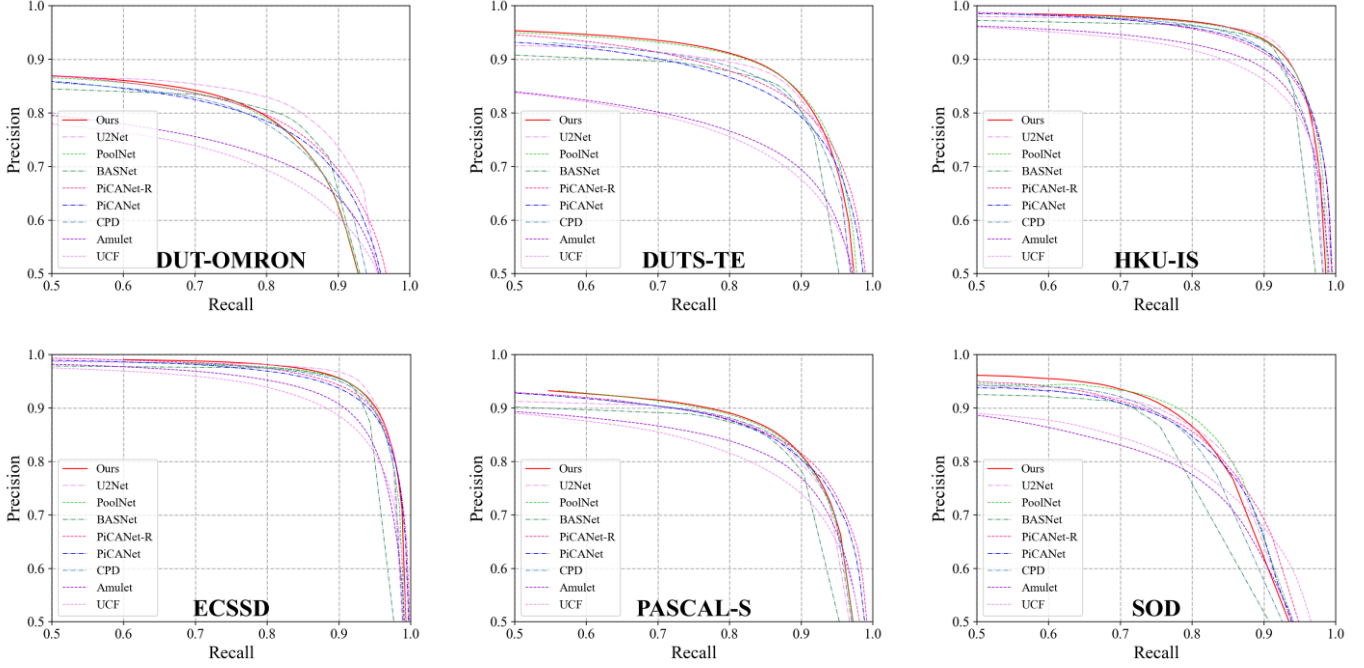 1.0
0.9
0.8
0.7
0.6
0.5
Precision
Ours
U2Net
PoolNet
BASNet
PiCANet-R
PiCANet
CPD
Amulet
UCF
DUT-OMRON
0.5 0.6 0.7 0.8 0.9 1.0
Recall
1.0
0.9
0.8
0.7
0.6
0.5
Precision
Ours
U2Net
PoolNet
BASNet
PiCANet-R
PiCANet
CPD
Amulet
UCF
DUTS-TE
0.5 0.6 0.7 0.8 0.9 1.0
Recall
1.0
0.9
0.8
0.7
0.6
0.5
Precision
Ours
U2Net
PoolNet
BASNet
PiCANet-R
PiCANet
CPD
Amulet
UCF
HKU-IS
0.5 0.6 0.7 0.8 0.9 1.0
Recall
1.0
0.9
0.8
0.7
0.6
0.5
Precision
Ours
U2Net
PoolNet
BASNet
PiCANet-R
PiCANet
CPD
Amulet
UCF
ECSSD
0.5 0.6 0.7 0.8 0.9 1.0
Recall
1.0
0.9
0.8
0.7
0.6
0.5
Precision
Ours
U2Net
PoolNet
BASNet
PiCANet-R
PiCANet
CPD
Amulet
UCF
PASCAL-S
0.5 0.6 0.7 0.8 0.9 1.0
Recall
1.0
0.9
0.8
0.7
0.6
0.5
Precision
Ours
U2Net
PoolNet
BASNet
PiCANet-R
PiCANet
CPD
Amulet
UCF
SOD
0.5 0.6 0.7 0.8 0.9 1.0
Recall